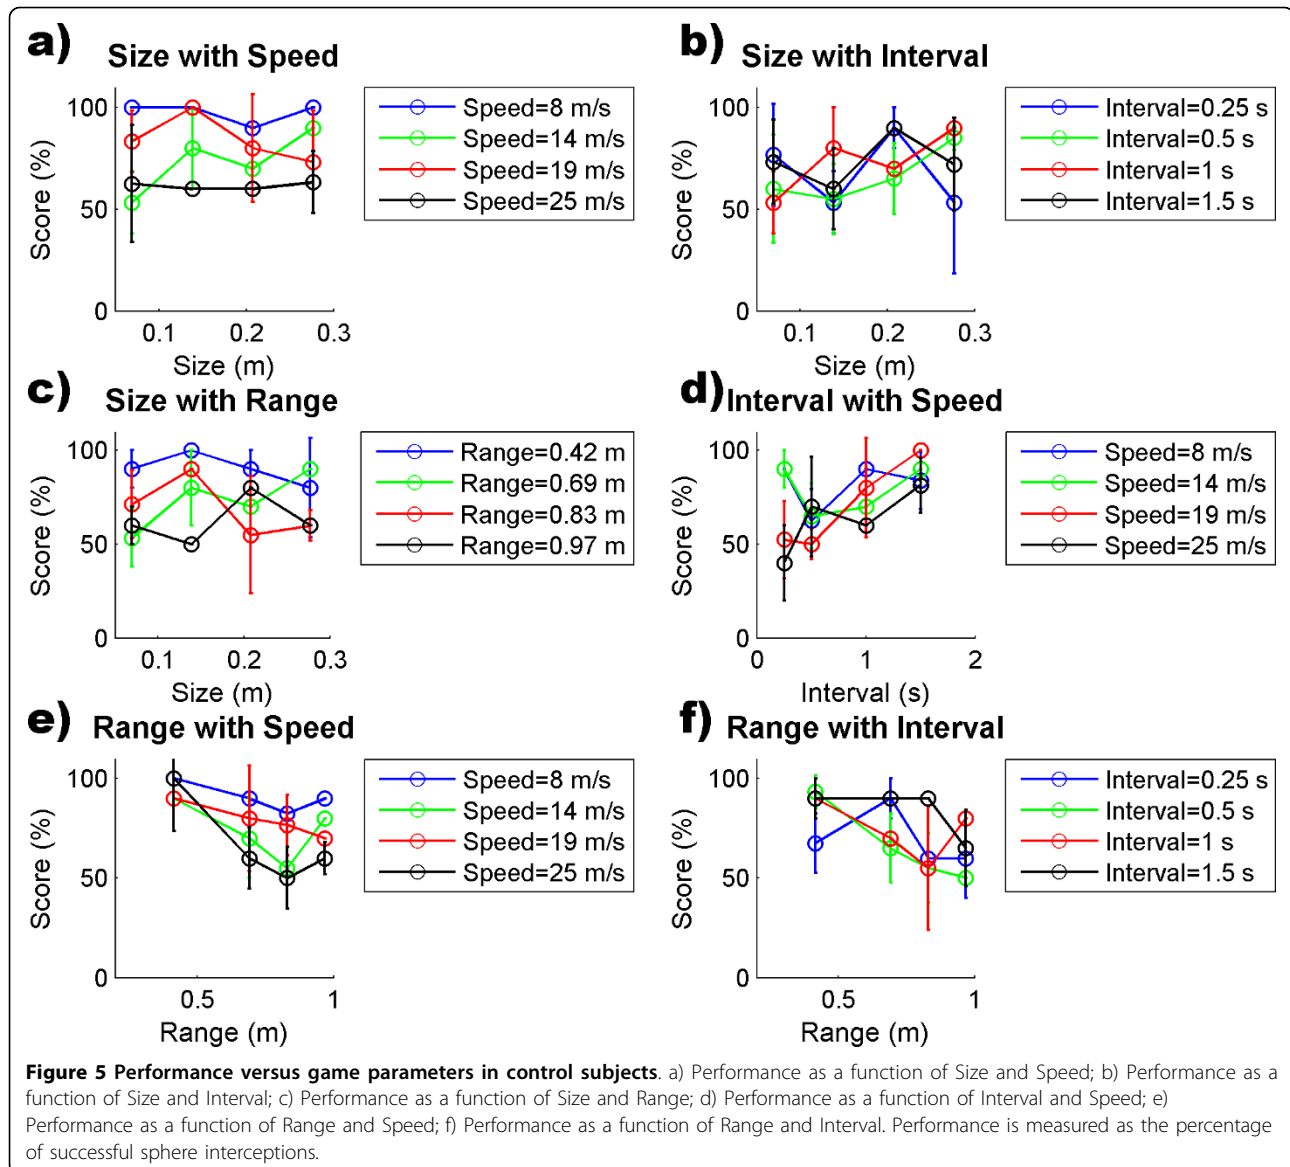 a) Size with Speed
100
50
0
Score (%)
0.1 0.2 0.3
Size (m)
Speed=8 m/s
Speed=14 m/s
Speed=19 m/s
Speed=25 m/s
b) Size with Interval
100
50
0
Score (%)
0.1 0.2 0.3
Size (m)
Interval=0.25 s
Interval=0.5 s
Interval=1 s
Interval=1.5 s
c) Size with Range
100
50
0
Score (%)
0.1 0.2 0.3
Size (m)
Range=0.42 m
Range=0.69 m
Range=0.83 m
Range=0.97 m
d) Interval with Speed
100
50
0
Score (%)
0 1 2
Interval (s)
Speed=8 m/s
Speed=14 m/s
Speed=19 m/s
Speed=25 m/s
e) Range with Speed
100
50
0
Score (%)
0.5 1
Range (m)
Speed=8 m/s
Speed=14 m/s
Speed=19 m/s
Speed=25 m/s
f) Range with Interval
100
50
0
Score (%)
0.5 1
Range (m)
Interval=0.25 s
Interval=0.5 s
Interval=1 s
Interval=1.5 s
Figure 5 Performance versus game parameters in control subjects. a) Performance as a function of Size and Speed; b) Performance as a
function of Size and Interval; c) Performance as a function of Size and Range; d) Performance as a function of Interval and Speed; e)
Performance as a function of Range and Speed; f) Performance as a function of Range and Interval. Performance is measured as the percentage
of successful sphere interceptions.